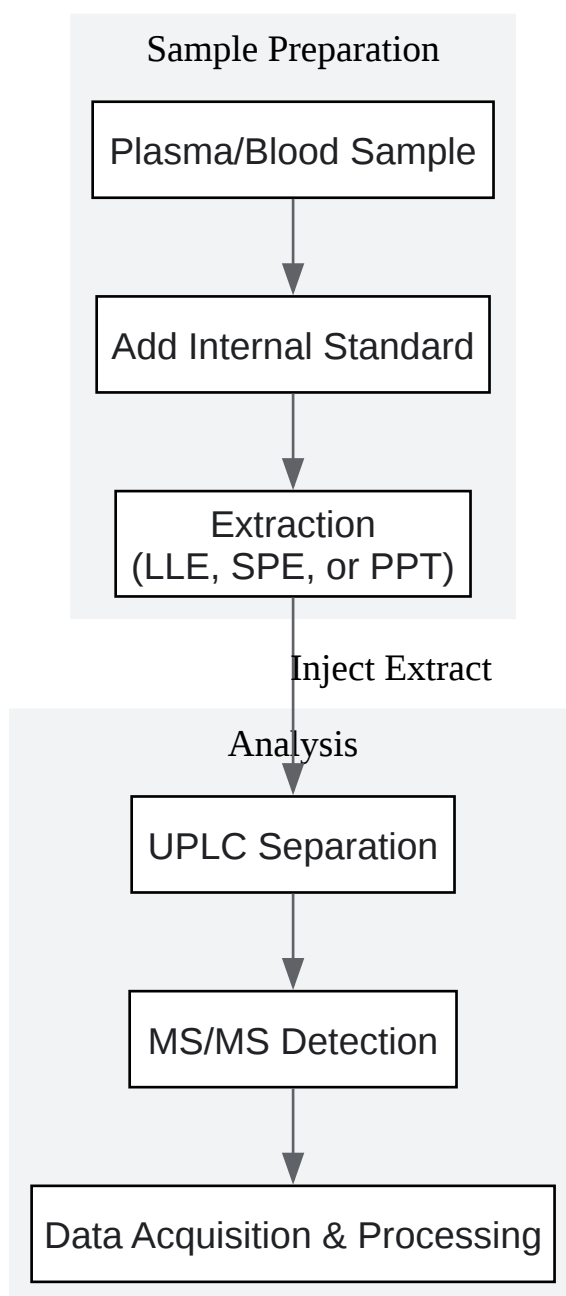 Sample Preparation
Plasma/Blood Sample
Add Internal Standard
Extraction
(LLE, SPE, or PPT)
Inject Extract
Analysis
UPLC Separation
MS/MS Detection
Data Acquisition & Processing